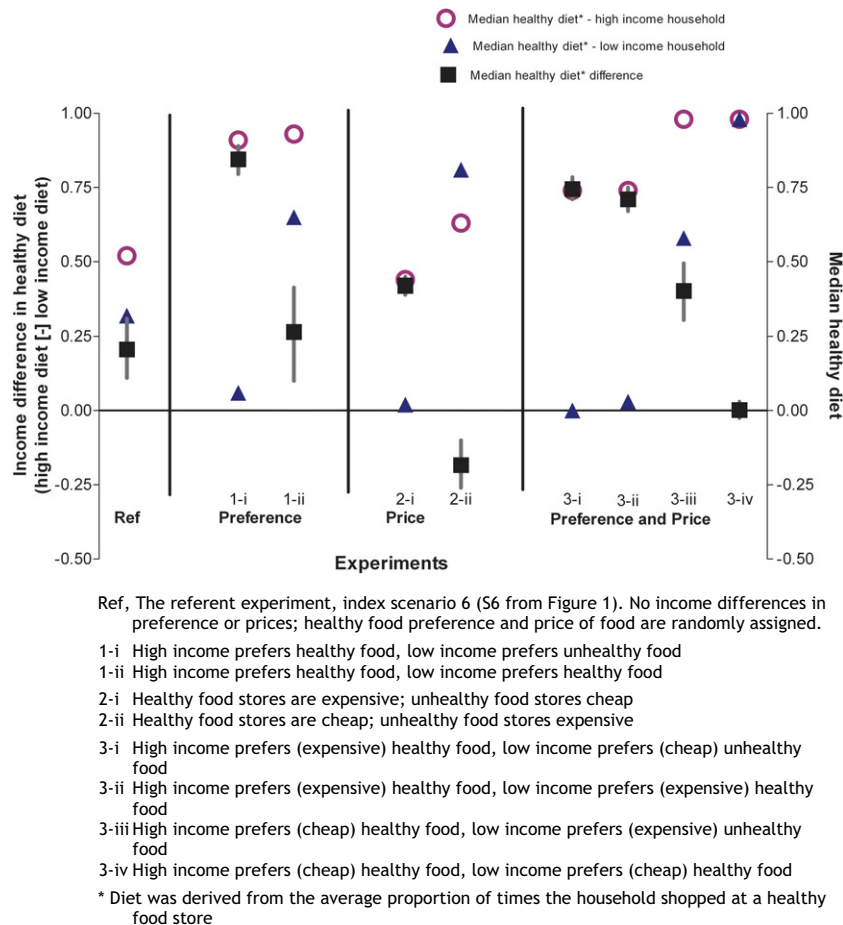 Median healthy diet* - high income household
Median healthy diet* - low income household
Median healthy diet* difference
Income difference in healthy diet
(high income diet [-] low income diet)
1.00
0.75
0.50
0.25
0.00
-0.25
-0.50
1.00
0.75
0.50
0.25
0.00
-0.25
-0.50
Median healthy diet
1-i 1-ii 2-i 2-ii 3-i 3-ii 3-iii 3-iv
Ref Preference Price Preference and Price
Experiments
Ref, The referent experiment, index scenario 6 (S6 from Figure 1). No income differences in
preference or prices; healthy food preference and price of food are randomly assigned.
1-i High income prefers healthy food, low income prefers unhealthy food
1-ii High income prefers healthy food, low income prefers healthy food
2-i Healthy food stores are expensive; unhealthy food stores cheap
2-ii Healthy food stores are cheap; unhealthy food stores expensive
3-i High income prefers (expensive) healthy food, low income prefers (cheap) unhealthy
food
3-ii High income prefers (expensive) healthy food, low income prefers (expensive) healthy
food
3-iii High income prefers (cheap) healthy food, low income prefers (expensive) unhealthy
food
3-iv High income prefers (cheap) healthy food, low income prefers (cheap) healthy food
* Diet was derived from the average proportion of times the household shopped at a healthy
food store